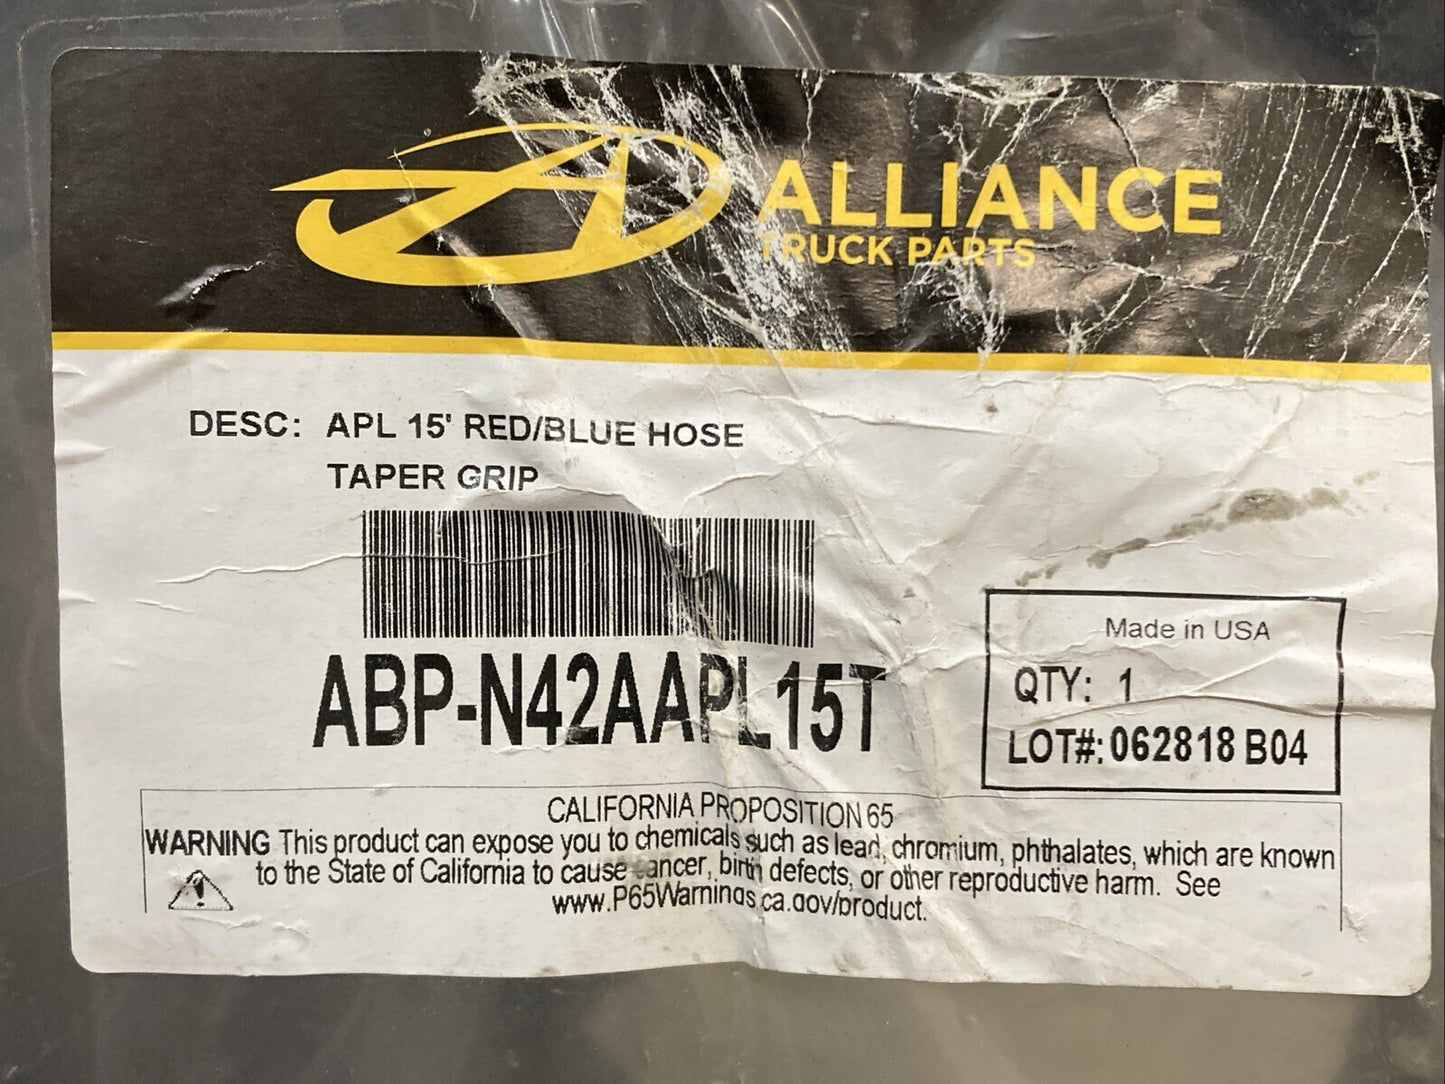 ALLIANCE
TRUCK PARTS
DESC: APL 15' RED/BLUE HOSE
TAPER GRIP
ABP-N42AAPL15T
Made in USA
QTY: 1
LOT#: 062818 B04
CALIFORNIA PROPOSITION 65
WARNING This product can expose you to chemicals such as lead, chromium, phthalates, which are known
to the State of California to cause cancer, birth defects, or other reproductive harm. See
www.P65Warnings.ca.gov/product.